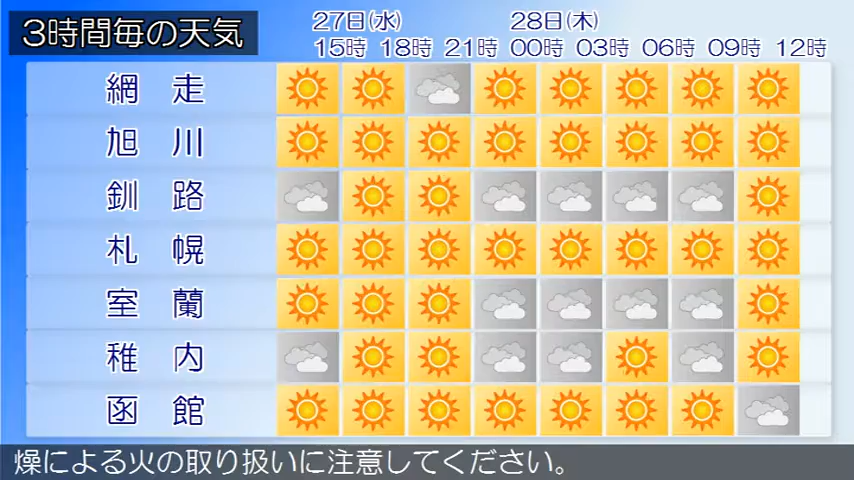 3時間毎の天気
27日(水) 28日(木)
15時 18時 21時 00時 03時 06時 09時 12時
網走
旭川
釧路
札幌
室蘭
稚内
函館
燥による火の取り扱いに注意してください。